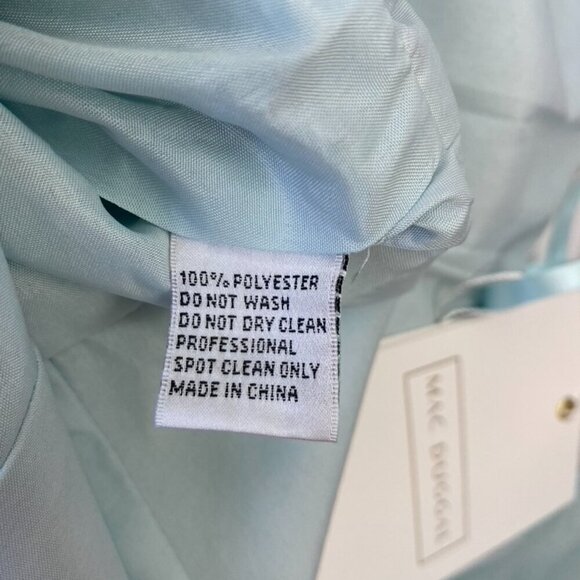 100% POLYESTER
DO NOT WASH
DO NOT DRY CLEAN
PROFESSIONAL
SPOT CLEAN ONLY
MADE IN CHINA
MAC DUGGAL